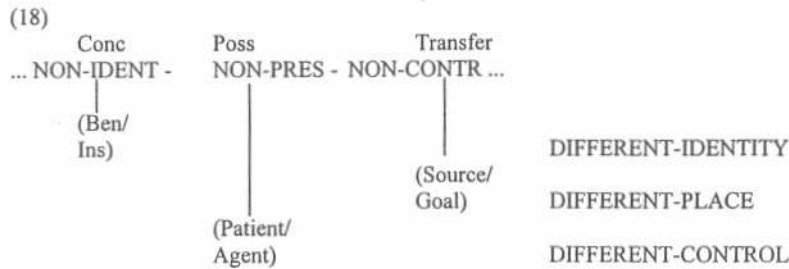 (18)
Conc Poss Transfer
... NON-IDENT - NON-PRES - NON-CONTR ...
(Ben/
Ins) DIFFERENT-IDENTITY
(Source/
Goal) DIFFERENT-PLACE
(Patient/
Agent) DIFFERENT-CONTROL